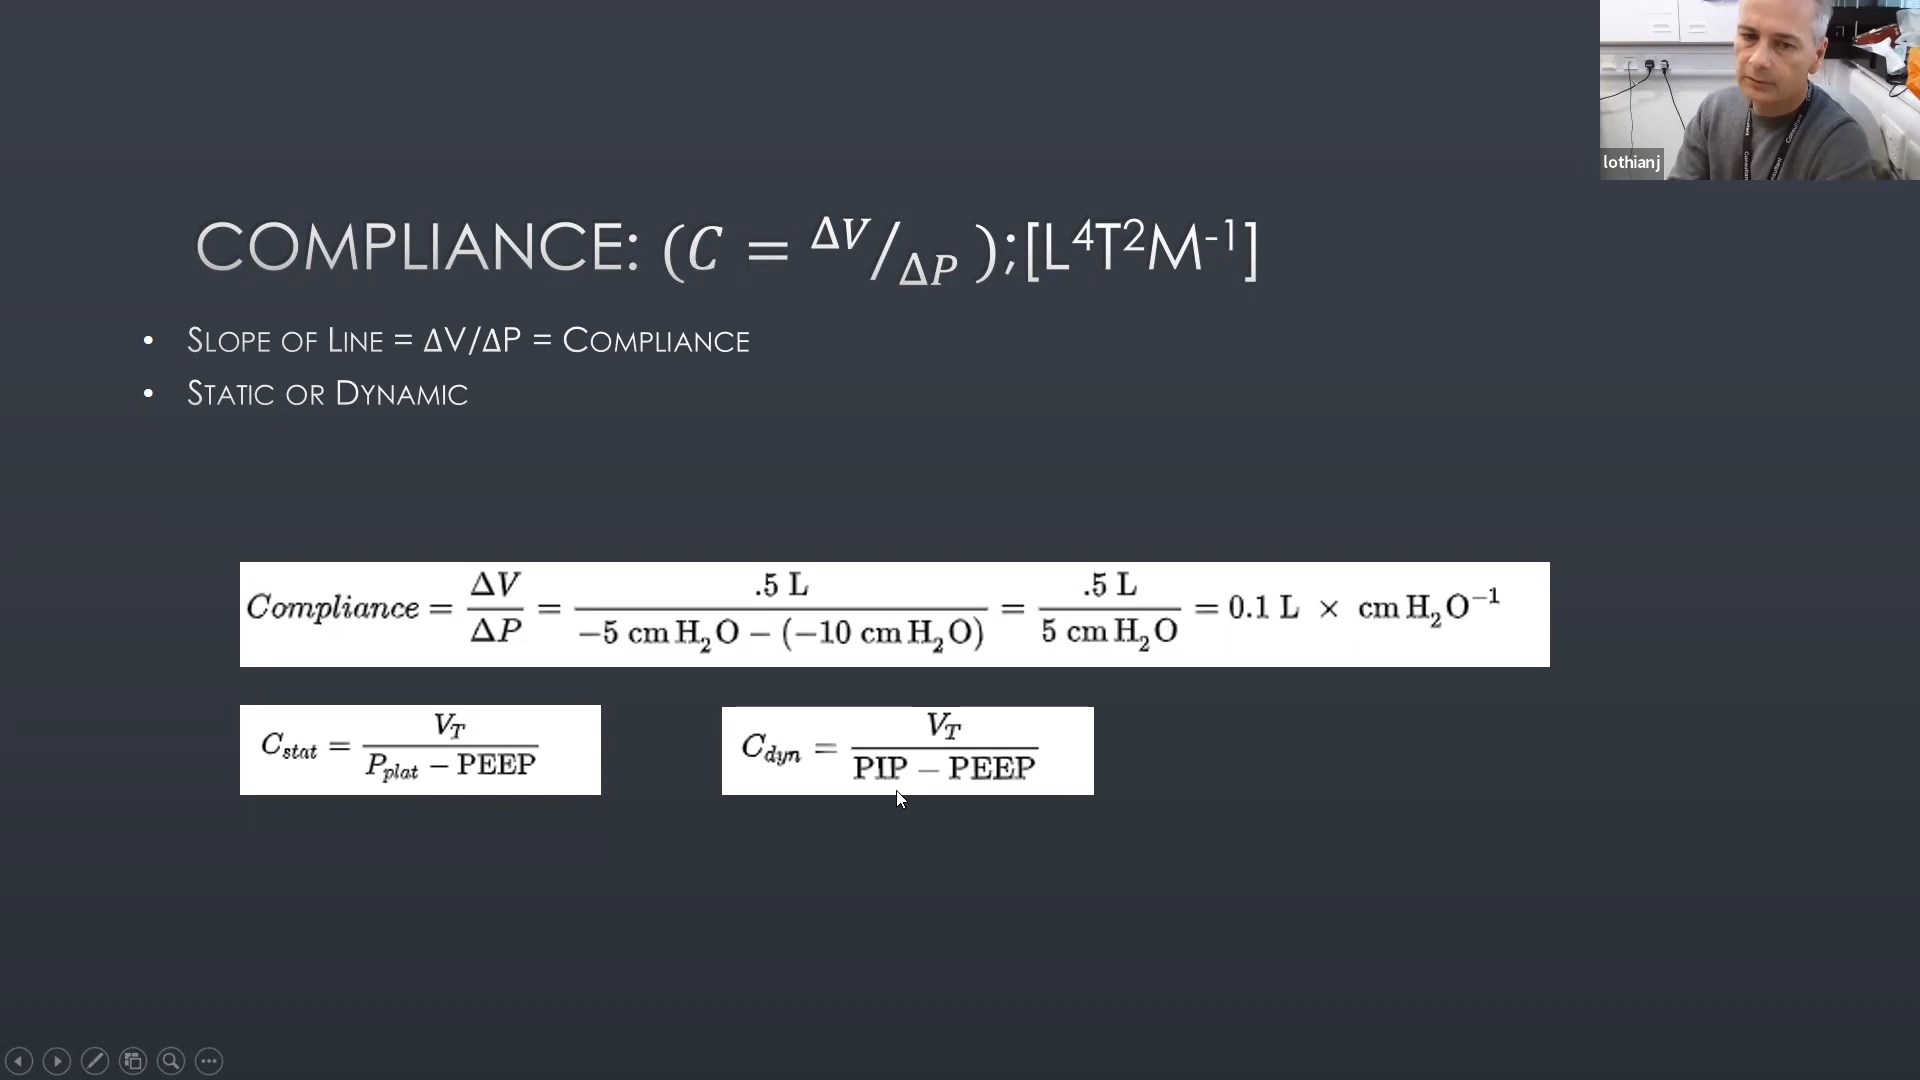 lothianj
COMPLIANCE: (C = ΔV/ΔP );[L⁴T²M⁻¹]
• SLOPE OF LINE = ΔV/ΔP = COMPLIANCE
• STATIC OR DYNAMIC
Compliance = ΔV/ΔP = .5 L/(−5 cm H₂O − (−10 cm H₂O)) = .5 L/5 cm H₂O = 0.1 L × cm H₂O⁻¹
C_stat = V_T/(P_plat − PEEP)
C_dyn = V_T/(PIP − PEEP)